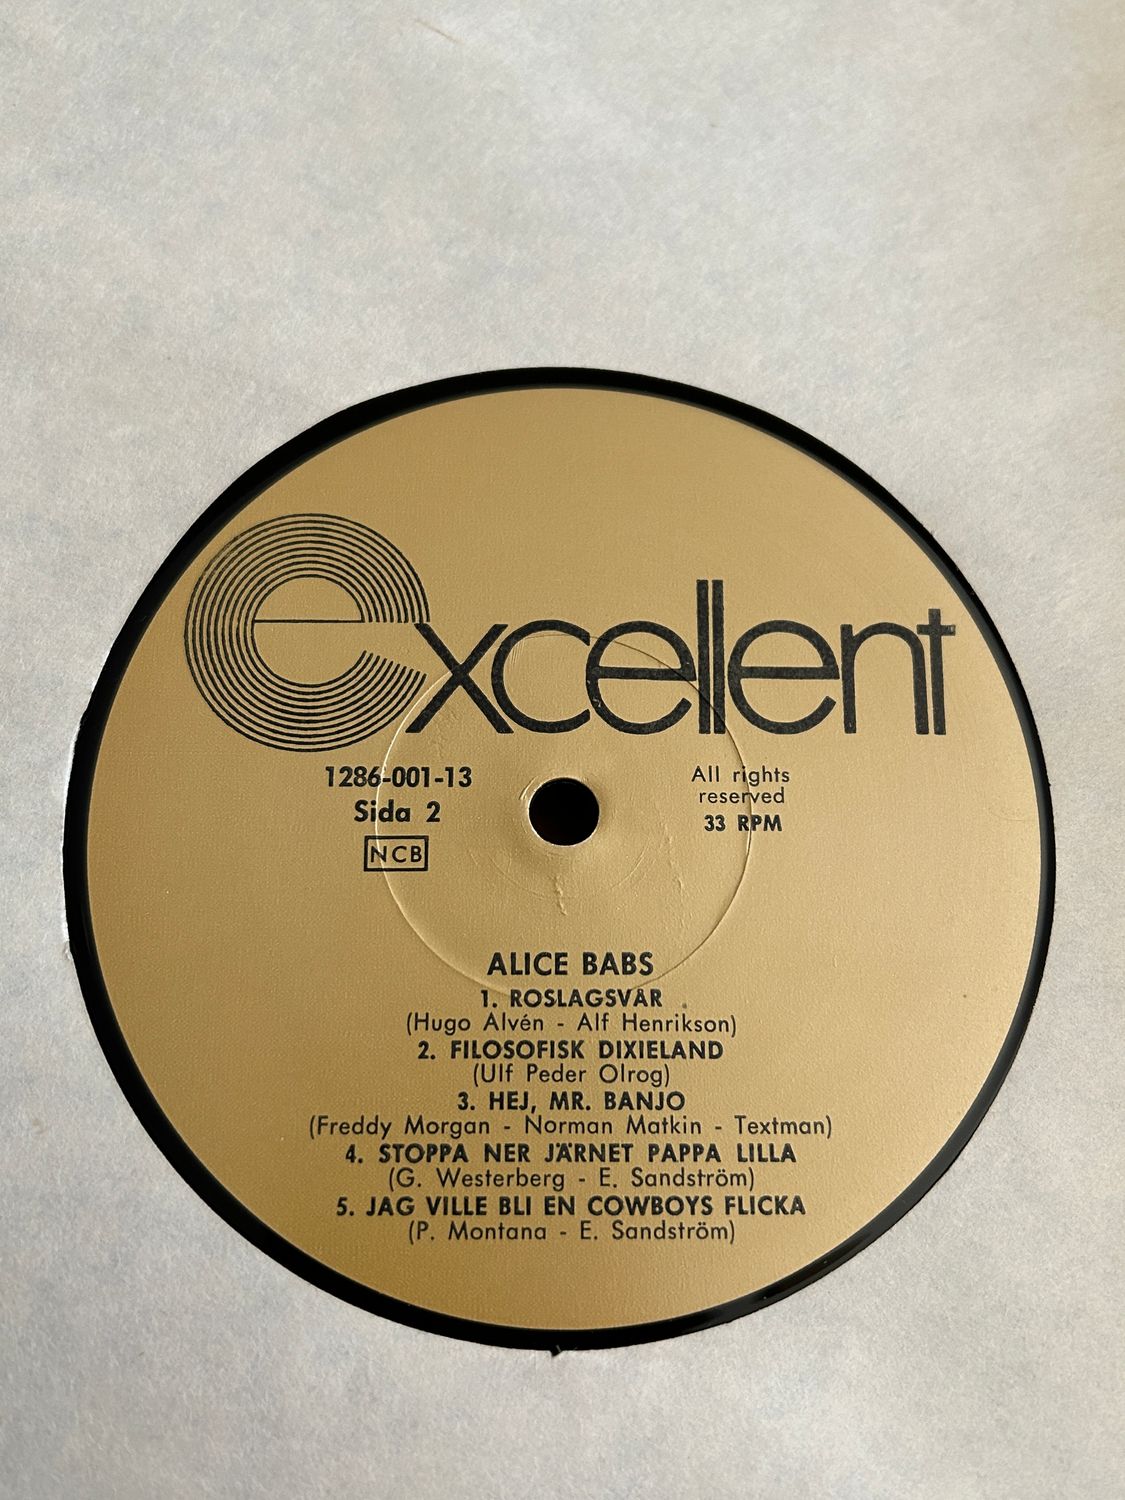 excellent
1286-001-13
Sida 2
NCB
All rights
reserved
33 RPM
ALICE BABS
1. ROSLAGSVÅR
(Hugo Alvén - Alf Henrikson)
2. FILOSOFISK DIXIELAND
(Ulf Peder Olrog)
3. HEJ, MR. BANJO
(Freddy Morgan - Norman Matkin - Textman)
4. STOPPA NER JÄRNET PAPPA LILLA
(G. Westerberg - E. Sandström)
5. JAG VILLE BLI EN COWBOYS FLICKA
(P. Montana - E. Sandström)